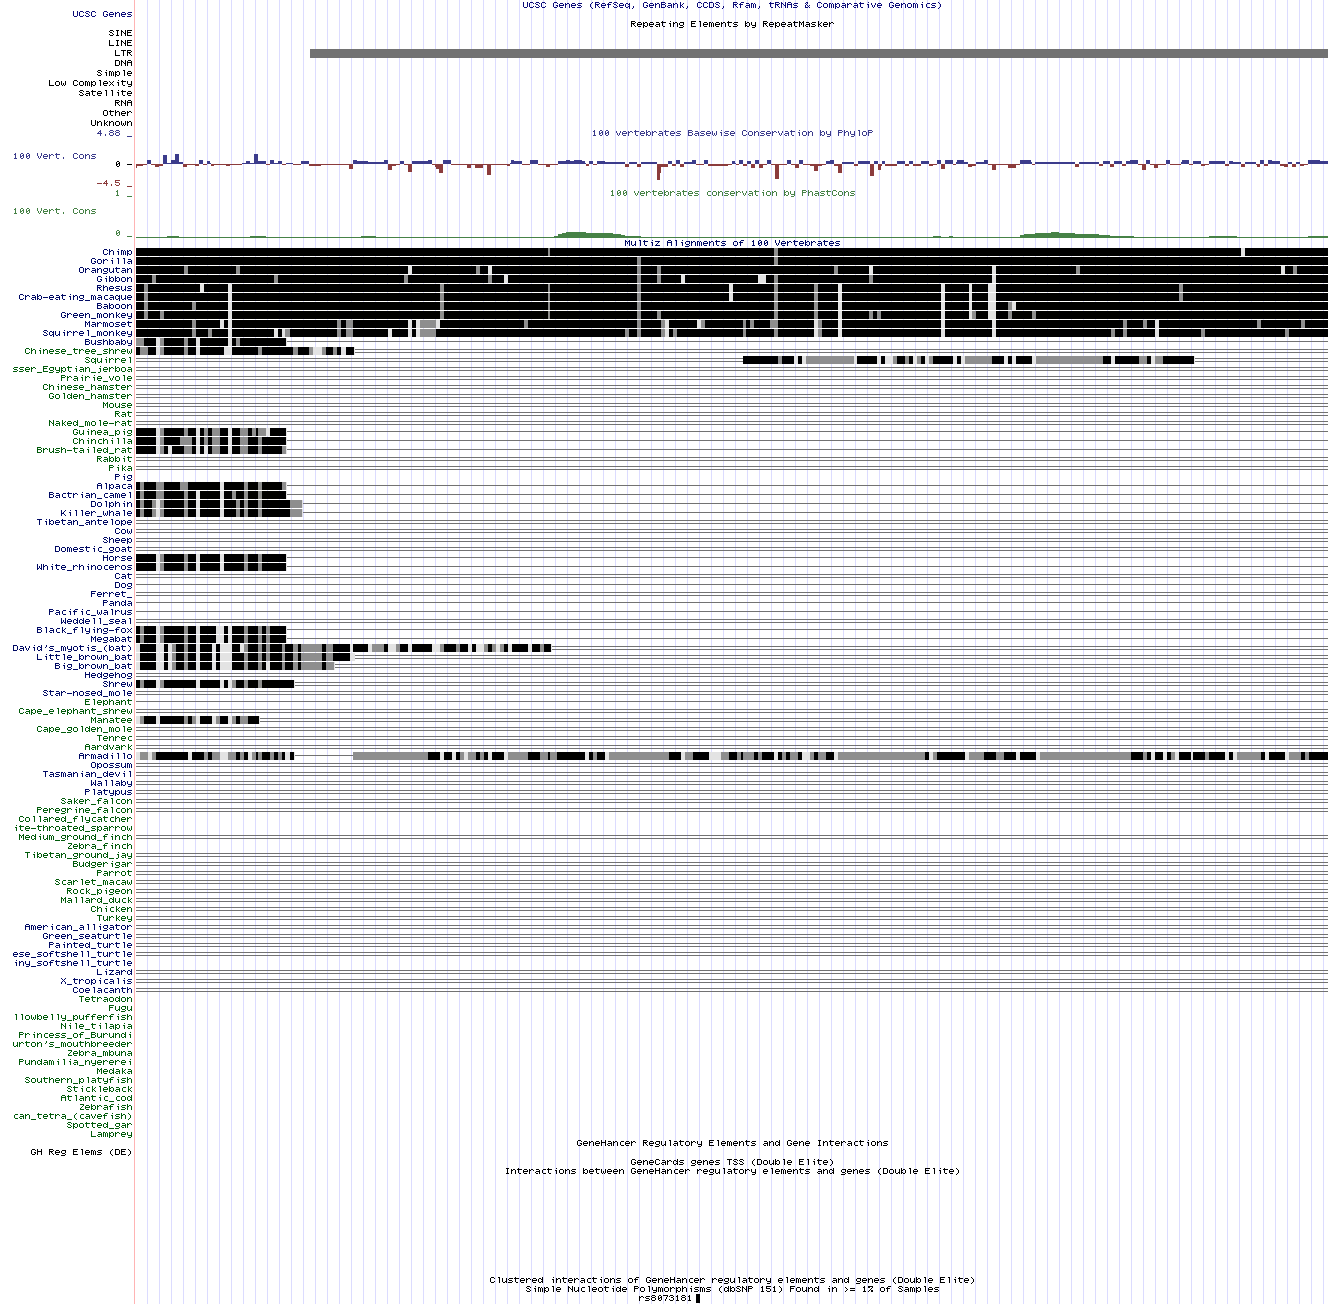 UCSC Genes (RefSeq, GenBank, CCDS, Rfam, tRNAs & Comparative Genomics)
UCSC Genes
Repeating Elements by RepeatMasker
SINE
LINE
LTR
DNA
Simple
Low Complexity
Satellite
RNA
Other
Unknown
4.88 _
100 vertebrates Basewise Conservation by PhyloP
100 Vert. Cons
0 _
-4.5 _
1 _
100 vertebrates conservation by PhastCons
100 Vert. Cons
0 _
Multiz Alignments of 100 Vertebrates
Chimp
Gorilla
Orangutan
Gibbon
Rhesus
Crab-eating_macaque
Baboon
Green_monkey
Marmoset
Squirrel_monkey
Bushbaby
Chinese_tree_shrew
Squirrel
sser_Egyptian_jerboa
Prairie_vole
Chinese_hamster
Golden_hamster
Mouse
Rat
Naked_mole-rat
Guinea_pig
Chinchilla
Brush-tailed_rat
Rabbit
Pika
Pig
Alpaca
Bactrian_camel
Dolphin
Killer_whale
Tibetan_antelope
Cow
Sheep
Domestic_goat
Horse
White_rhinoceros
Cat
Dog
Ferret_
Panda
Pacific_walrus
Weddell_seal
Black_flying-fox
Megabat
David's_myotis_(bat)
Little_brown_bat
Big_brown_bat
Hedgehog
Shrew
Star-nosed_mole
Elephant
Cape_elephant_shrew
Manatee
Cape_golden_mole
Tenrec
Aardvark
Armadillo
Opossum
Tasmanian_devil
Wallaby
Platypus
Saker_falcon
Peregrine_falcon
Collared_flycatcher
ite-throated_sparrow
Medium_ground_finch
Zebra_finch
Tibetan_ground_jay
Budgerigar
Parrot
Scarlet_macaw
Rock_pigeon
Mallard_duck
Chicken
Turkey
American_alligator
Green_seaturtle
Painted_turtle
ese_softshell_turtle
iny_softshell_turtle
Lizard
X_tropicalis
Coelacanth
Tetraodon
Fugu
llowbelly_pufferfish
Nile_tilapia
Princess_of_Burundi
urton's_mouthbreeder
Zebra_mbuna
Pundamilia_nyererei
Medaka
Southern_platyfish
Stickleback
Atlantic_cod
Zebrafish
can_tetra_(cavefish)
Spotted_gar
Lamprey
GeneHancer Regulatory Elements and Gene Interactions
GH Reg Elems (DE)
GeneCards genes TSS (Double Elite)
Interactions between GeneHancer regulatory elements and genes (Double Elite)
Clustered interactions of GeneHancer regulatory elements and genes (Double Elite)
Simple Nucleotide Polymorphisms (dbSNP 151) Found in >= 1% of Samples
rs8073181